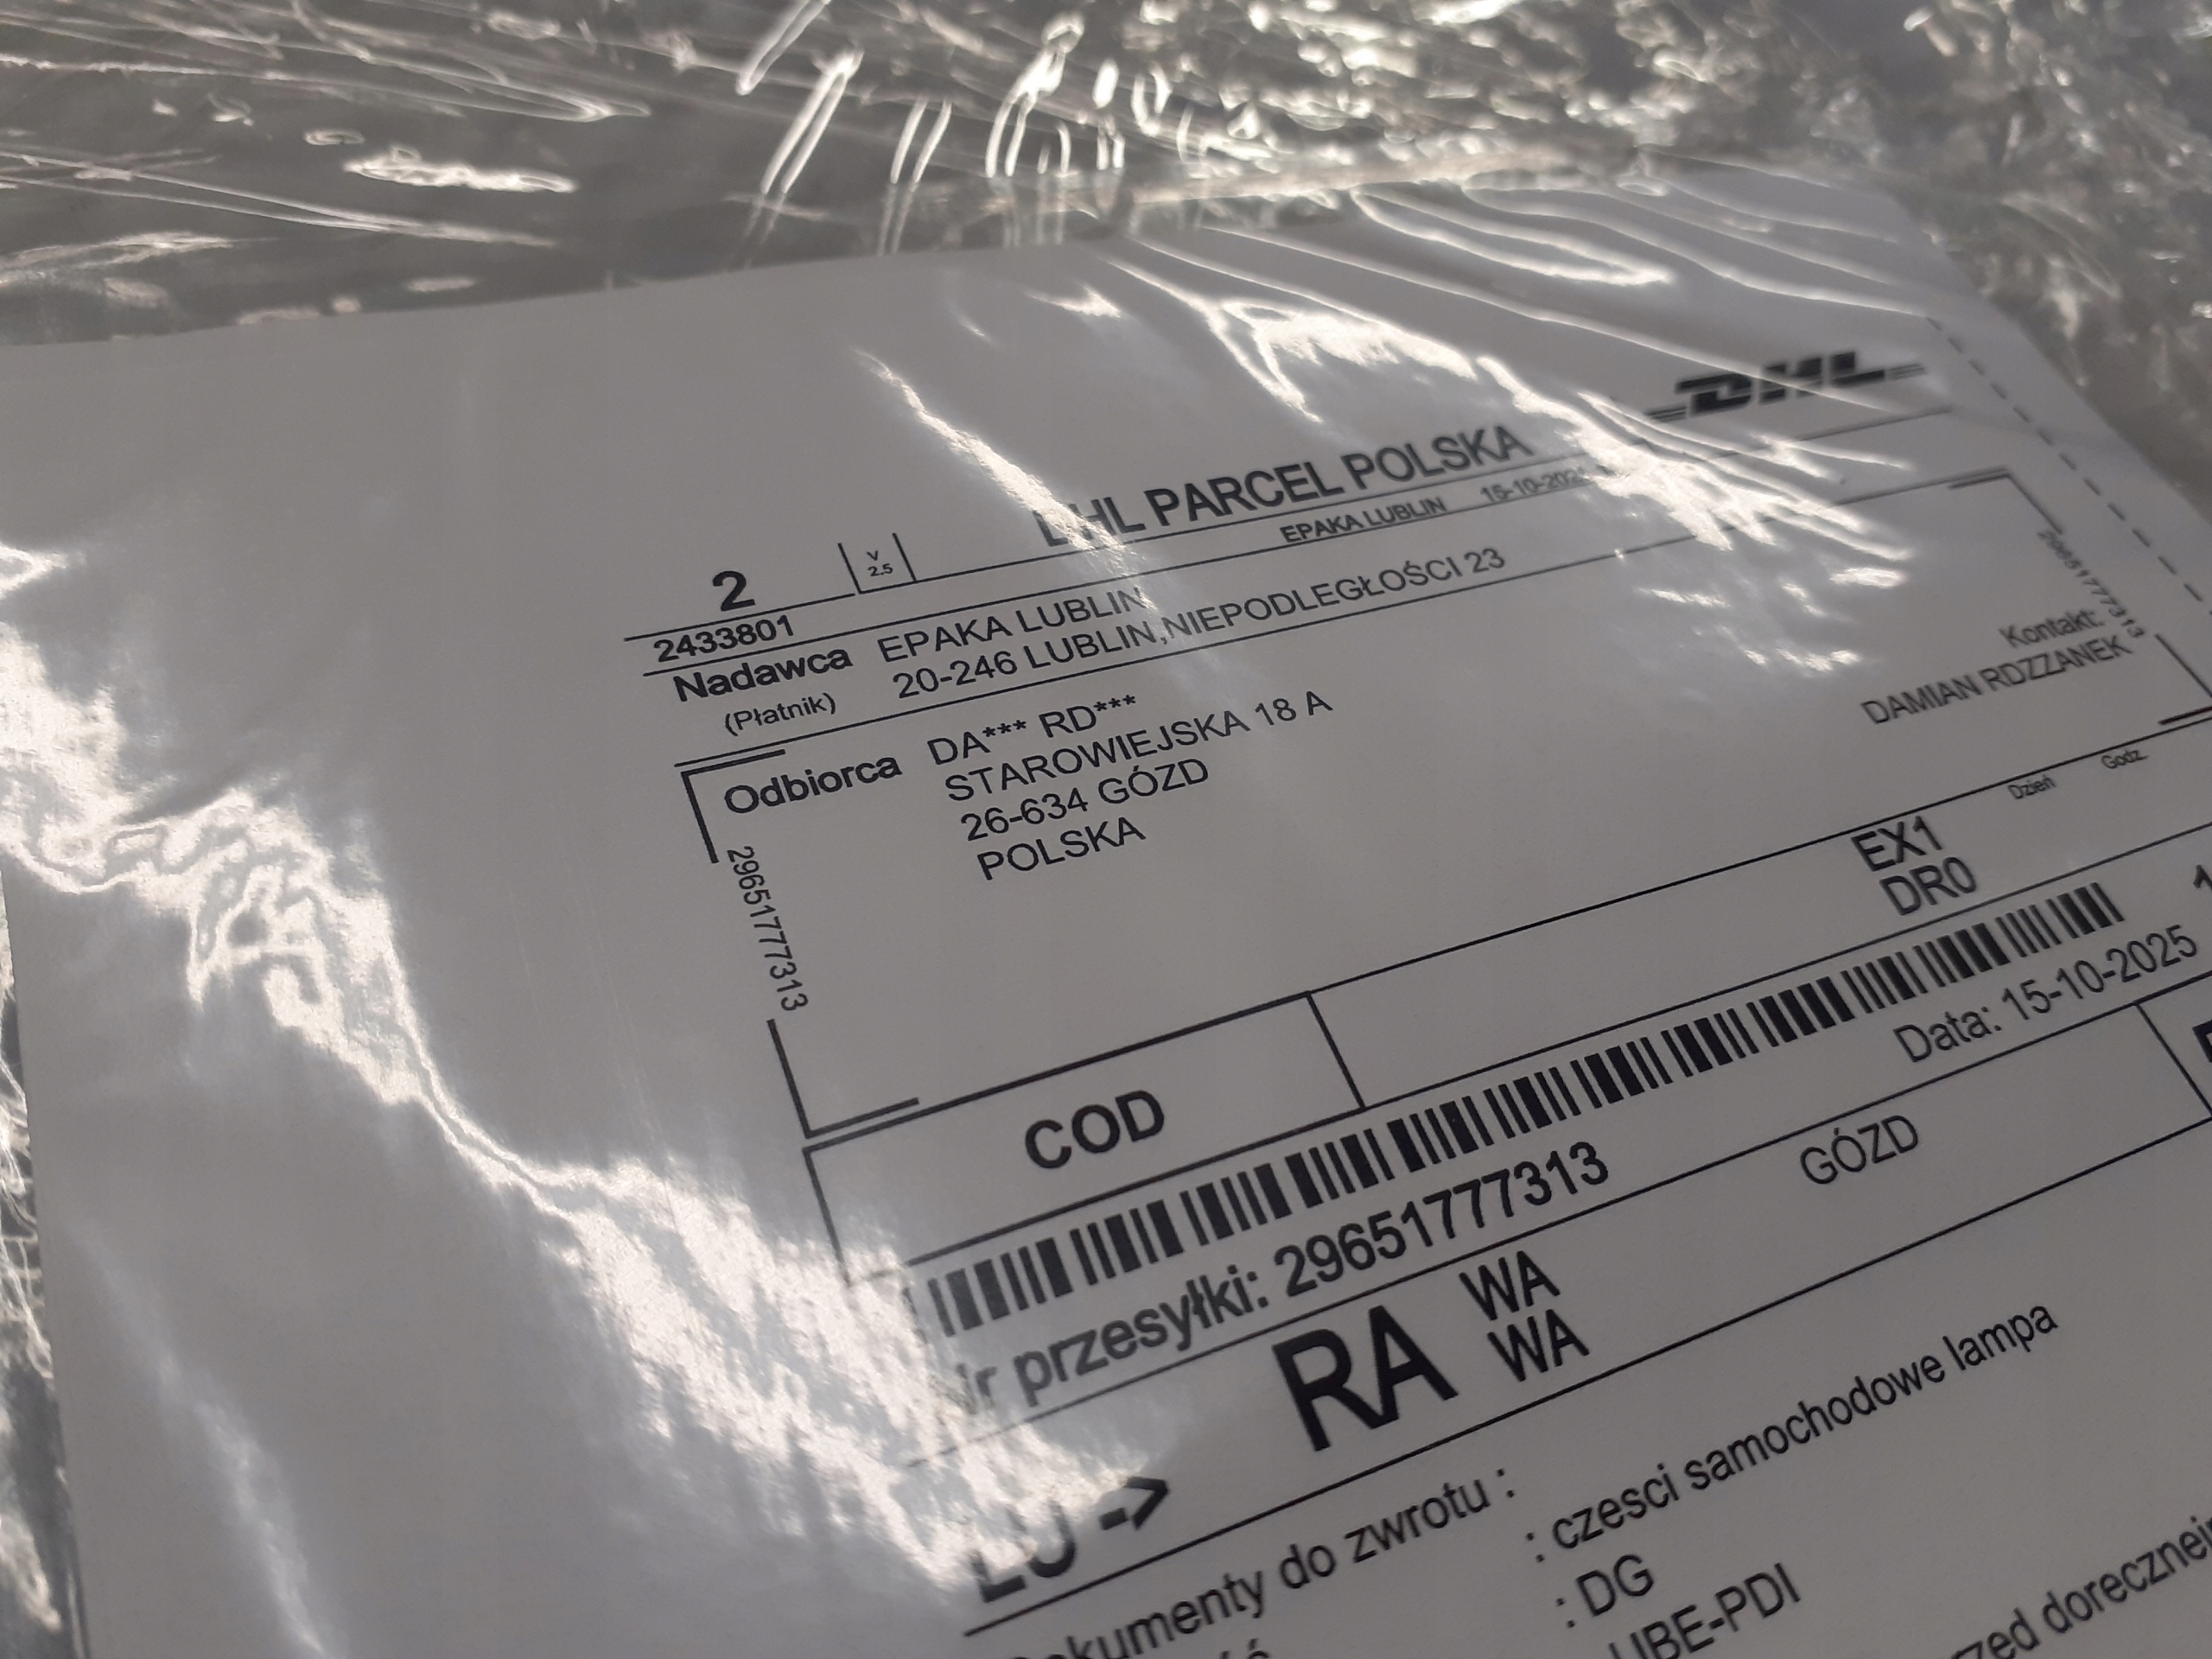 DHL
DHL PARCEL POLSKA
2
V
2.5
2433801
EPAKA LUBLIN 15-10-202
Nadawca EPAKA LUBLIN
(Płatnik) 20-246 LUBLIN,NIEPODLEGŁOŚCI 23
Odbiorca DA*** RD***
STAROWIEJSKA 18 A
26-634 GÓZD
POLSKA
Kontakt:
DAMIAN RDZZANEK
29651777313
29651777313
Dzień Godz.
EX1
DR0
COD
Nr przesyłki: 29651777313
Data: 15-10-2025
LU -> RA
WA
WA
GÓZD
Dokumenty do zwrotu :
: czesci samochodowe lampa
: DG
UBE-PDI